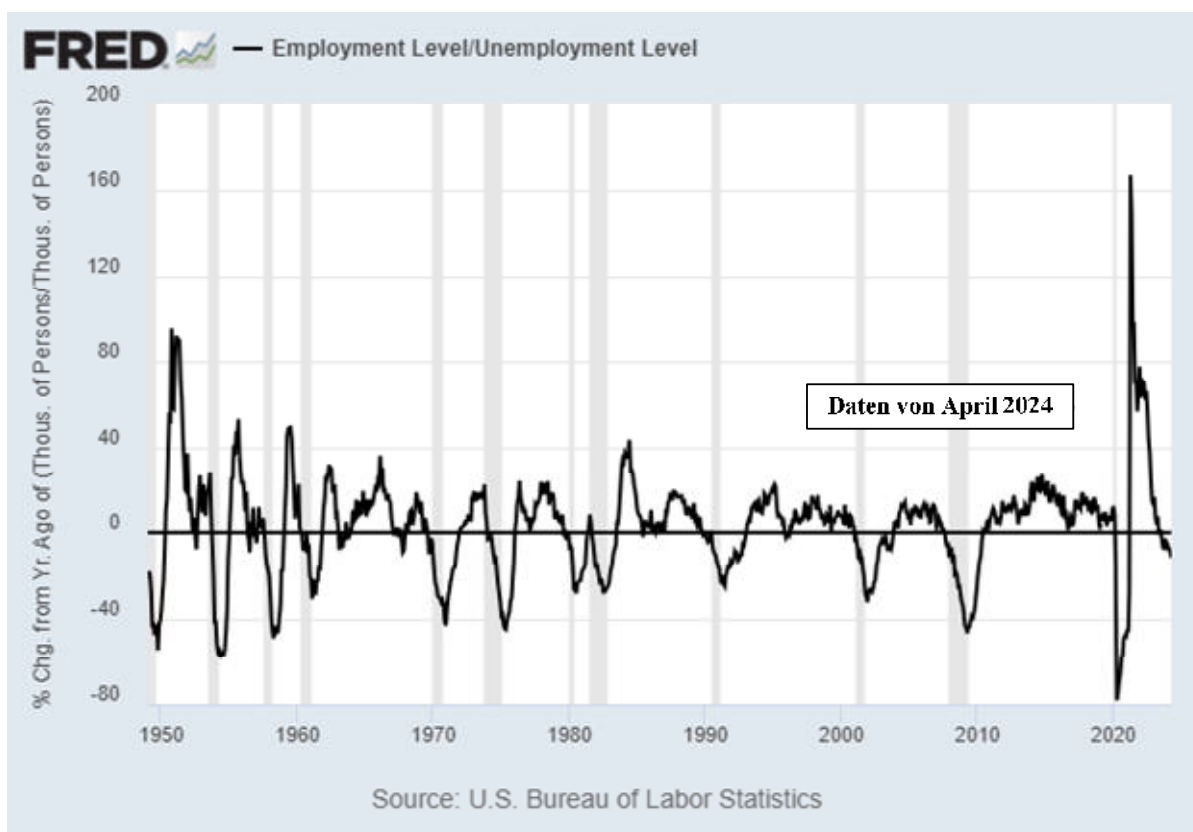 FRED — Employment Level/Unemployment Level
% Chg. from Yr. Ago of (Thous. of Persons/Thous. of Persons)
200
160
120
80
40
0
-40
-80
Daten von April 2024
1950 1960 1970 1980 1990 2000 2010 2020
Source: U.S. Bureau of Labor Statistics